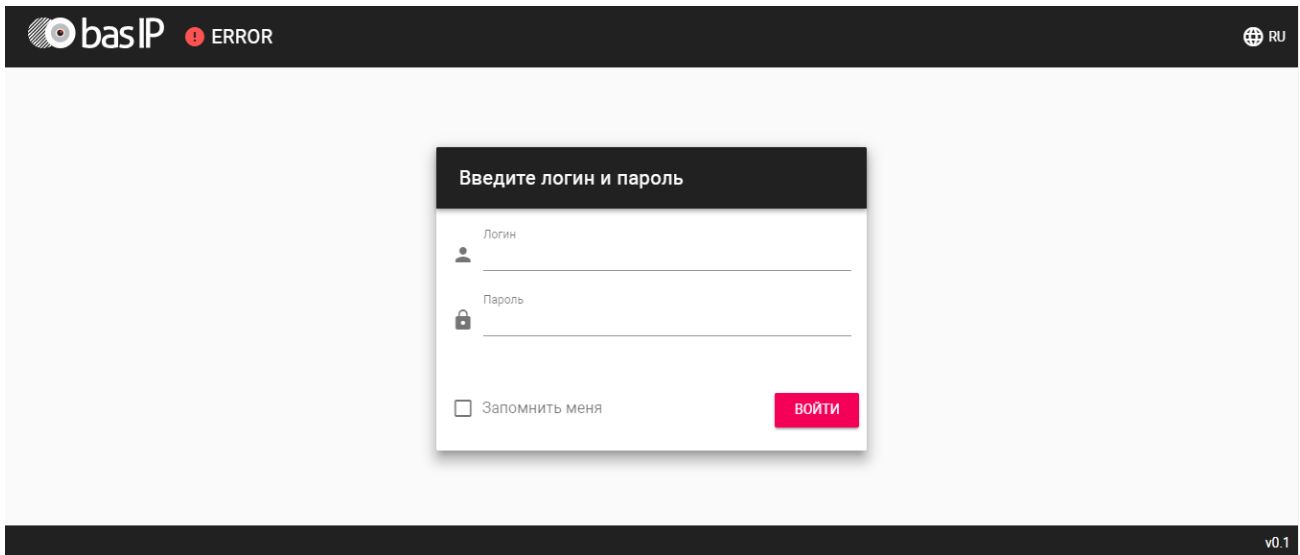 bas IP ERROR RU
Введите логин и пароль
Логин
Пароль
Запомнить меня ВОЙТИ
v0.1